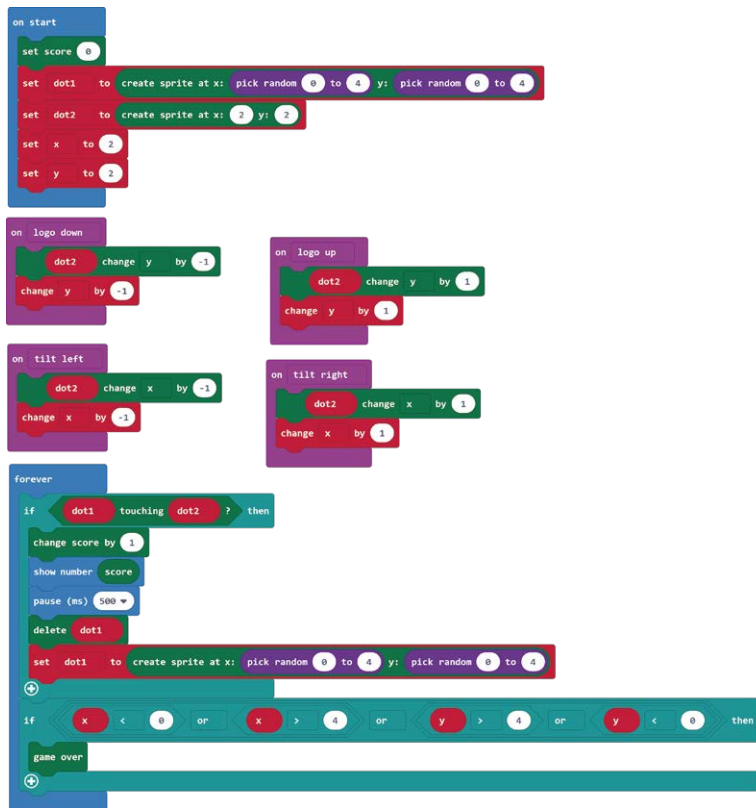 on start
set score 0
set dot1 to create sprite at x: pick random 0 to 4 y: pick random 0 to 4
set dot2 to create sprite at x: 2 y: 2
set x to 2
set y to 2
on logo down
dot2 change y by -1
change y by -1
on logo up
dot2 change y by 1
change y by 1
on tilt left
dot2 change x by -1
change x by -1
on tilt right
dot2 change x by 1
change x by 1
forever
if dot1 touching dot2 ? then
change score by 1
show number score
pause (ms) 500
delete dot1
set dot1 to create sprite at x: pick random 0 to 4 y: pick random 0 to 4
if x < 0 or x > 4 or y > 4 or y < 0 then
game over